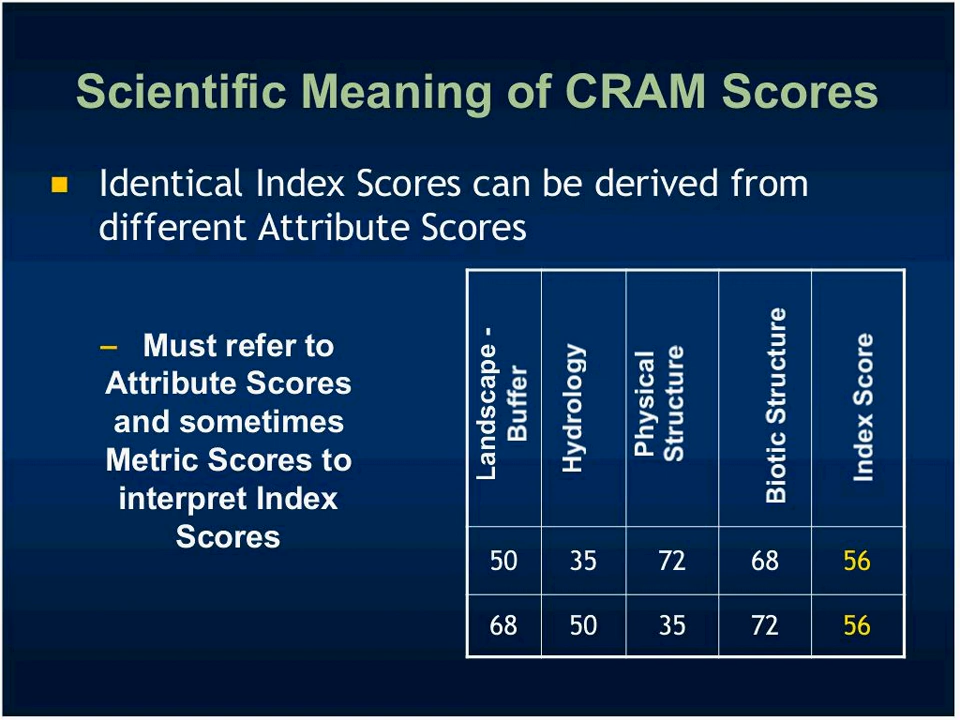 Scientific Meaning of CRAM Scores
■ Identical Index Scores can be derived from
different Attribute Scores
– Must refer to
Attribute Scores
and sometimes
Metric Scores to
interpret Index
Scores
Landscape -
Buffer
Hydrology
Physical
Structure
Biotic Structure
Index Score
50 35 72 68 56
68 50 35 72 56